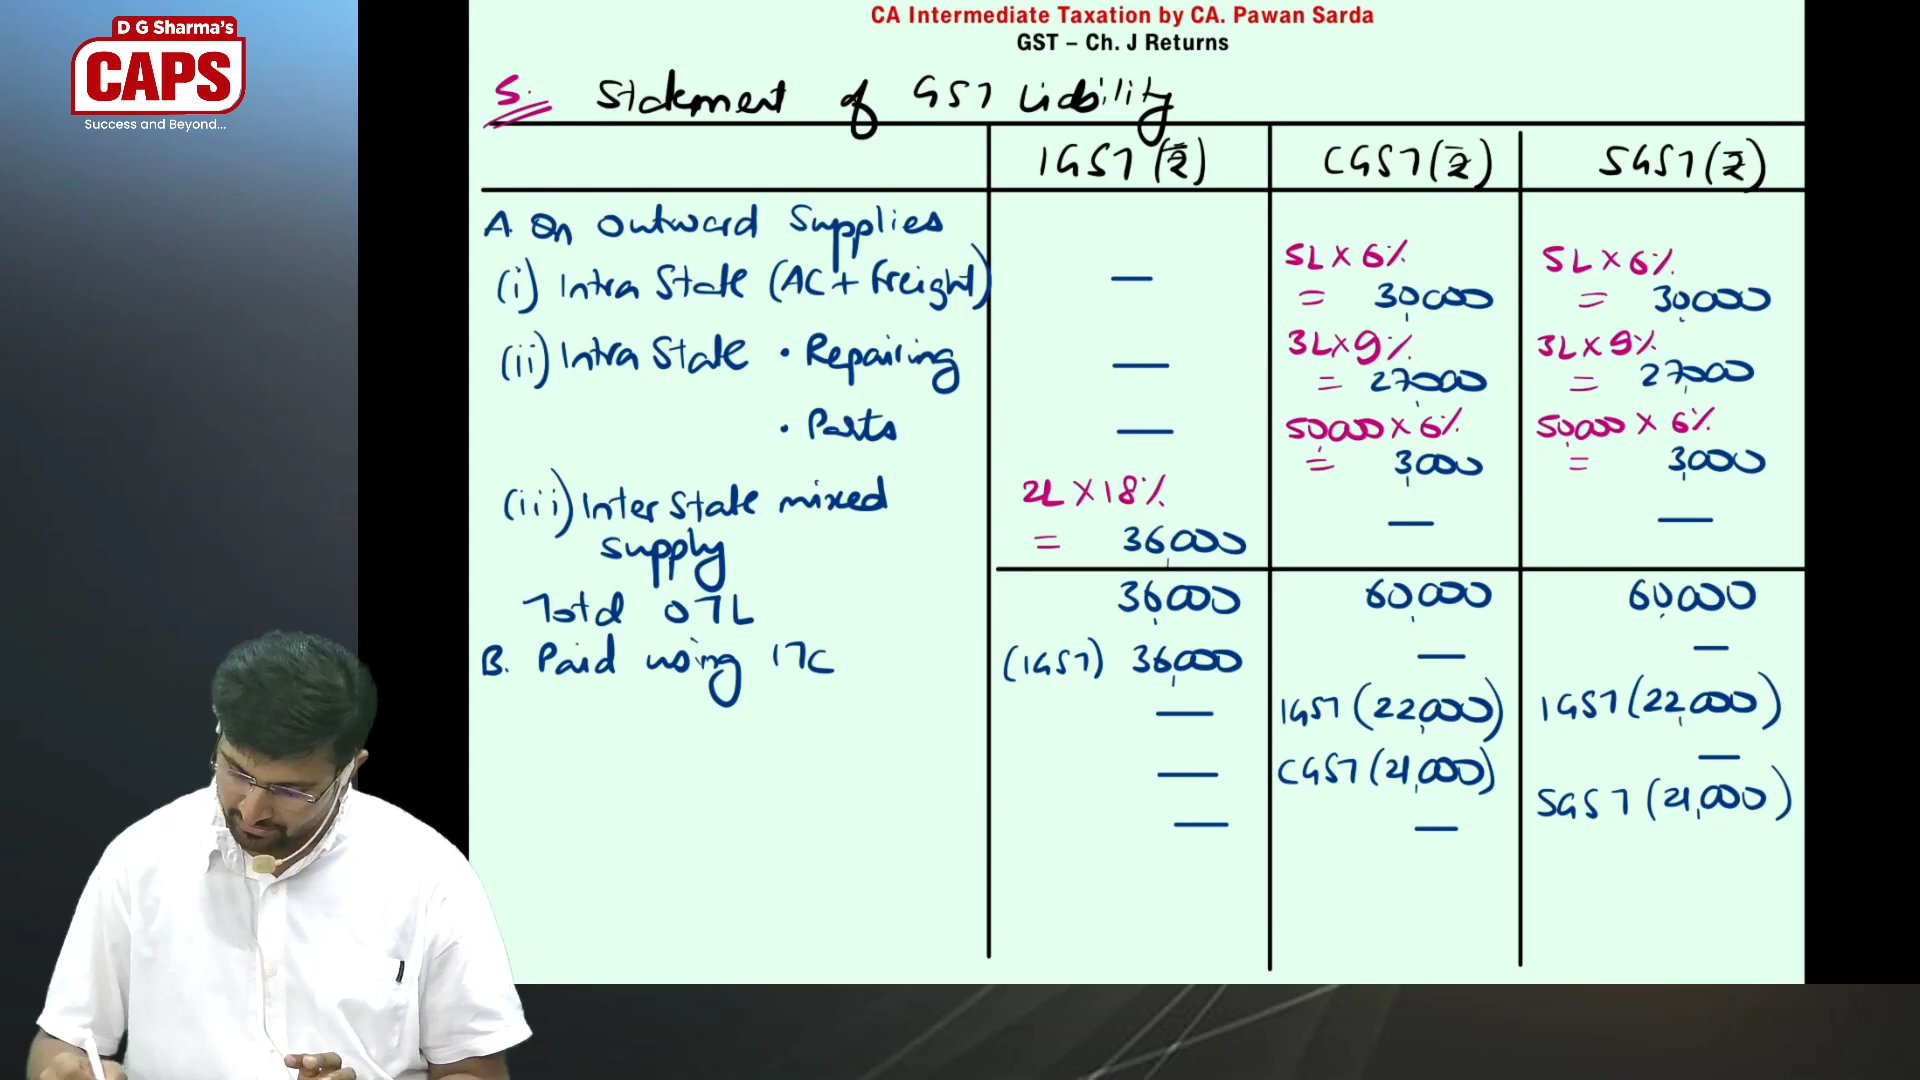 D G Sharma's
CAPS
Success and Beyond...
CA Intermediate Taxation by CA. Pawan Sarda
GST – Ch. J Returns
S. Statement of GST Liability
IGST (₹) CGST (₹) SGST (₹)
A. On Outward Supplies
(i) Intra State (AC + Freight) — 5L X 6% = 30,000 5L X 6% = 30,000
(ii) Intra State • Repairing — 3L X 9% = 27,000 3L X 9% = 27,000
• Parts — 50,000 X 6% = 3,000 50,000 X 6% = 3,000
(iii) Inter State mixed 2L X 18% — —
supply = 36,000
Total OTL 36,000 60,000 60,000
B. Paid using ITC (IGST) 36,000 — —
— IGST (22,000) IGST (22,000)
— CGST (21,000) —
— — SGST (21,000)